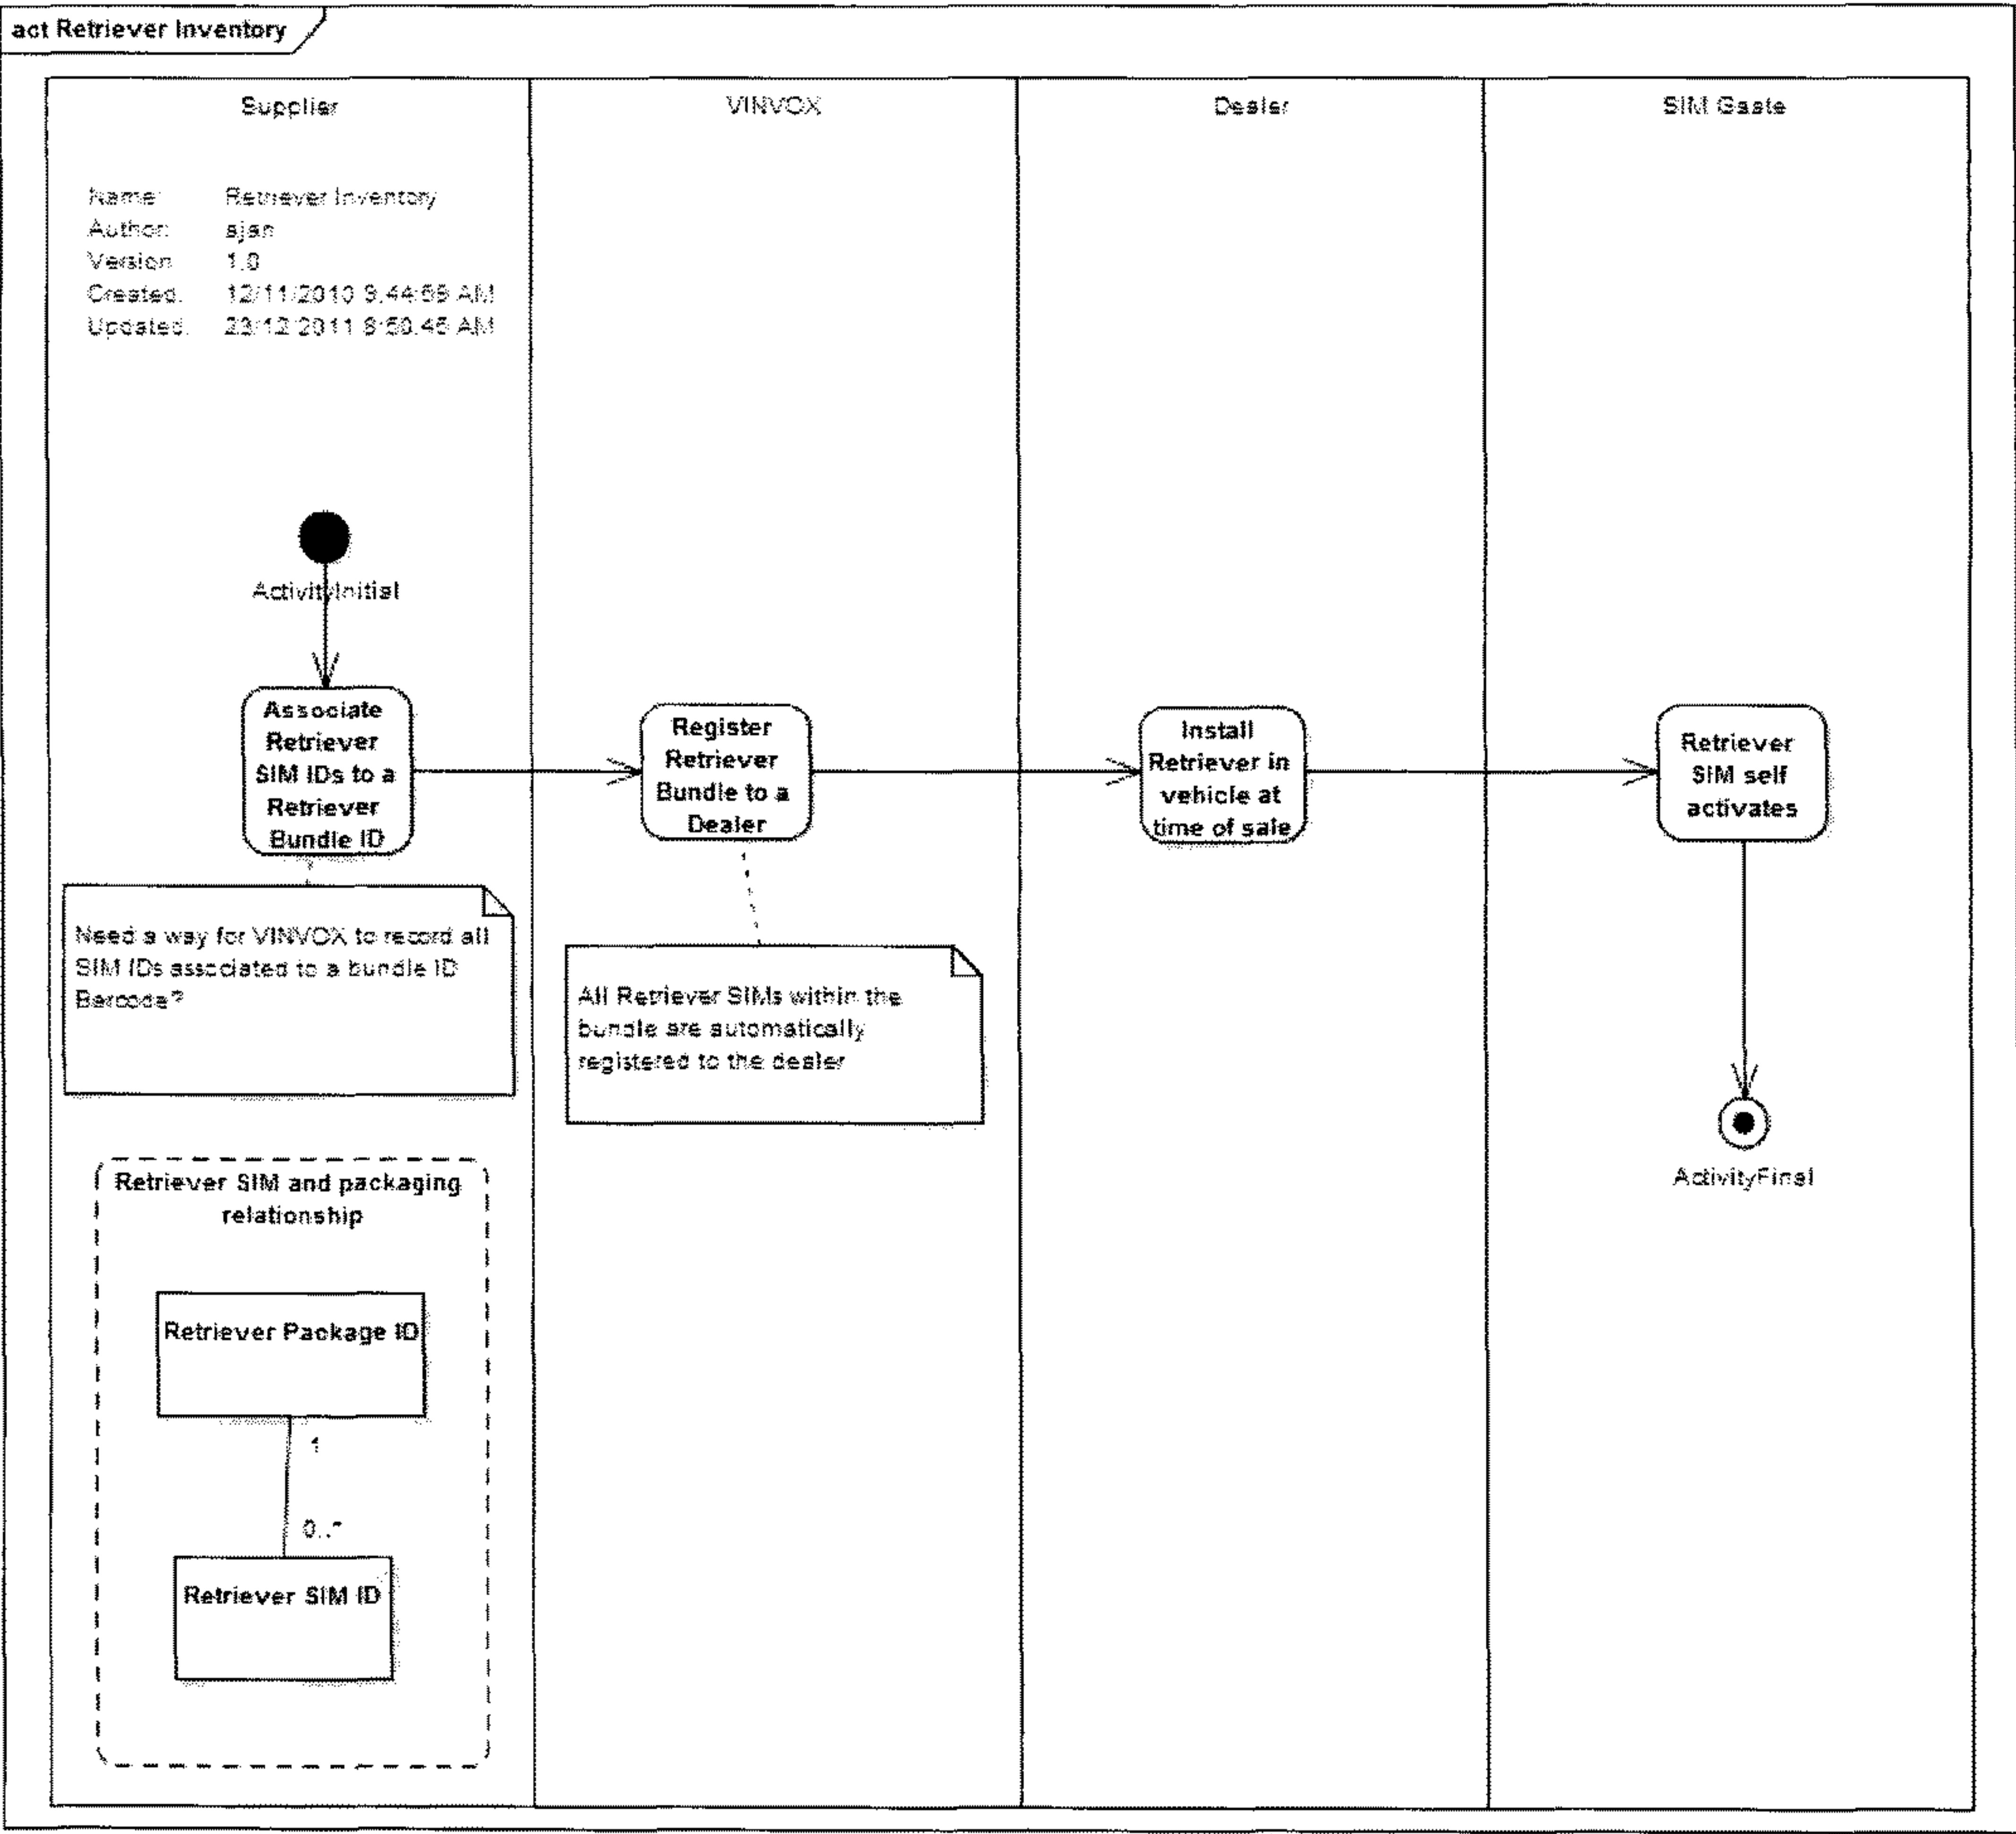 act Retriever Inventory
Supplier
VINVOX
Dealer
SIM Gaste
Name: Retriever Inventory
Author: ajan
Version 1.0
Created. 12/11/2010 9.44:59 AM
Updated. 23/12/2011 8:50.45 AM
ActivityInitial
Associate
Retriever
SIM IDs to a
Retriever
Bundle ID
Register
Retriever
Bundle to a
Dealer
Install
Retriever in
vehicle at
time of sale
Retriever
SIM self
activates
Need a way for VINVOX to record all
SIM IDs associated to a bundle ID
Barcode?
All Retriever SIMs within the
bundle are automatically
registered to the dealer
ActivityFinal
Retriever SIM and packaging
relationship
Retriever Package ID
1
0..*
Retriever SIM ID